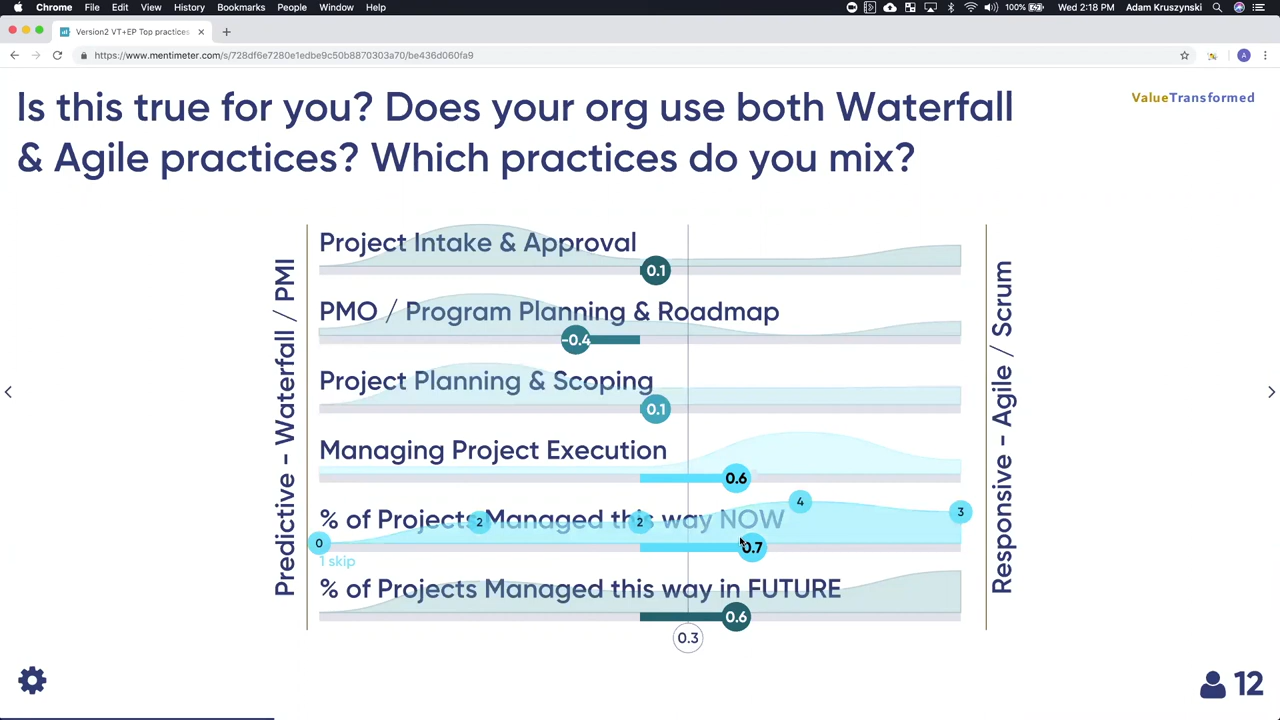 Chrome File Edit View History Bookmarks People Window Help 100% Wed 2:18 PM Adam Kruszynski
Version2 VT+EP Top practices
https://www.mentimeter.com/s/728df6e7280e1edbe9c50b8870303a70/be436d060fa9
A
Is this true for you? Does your org use both Waterfall
& Agile practices? Which practices do you mix?
ValueTransformed
Predictive - Waterfall / PMI
Project Intake & Approval
0.1
PMO / Program Planning & Roadmap
-0.4
Project Planning & Scoping
0.1
Managing Project Execution
0.6
% of Projects Managed this way NOW
0 2 2 4 3
0.7
1 skip
% of Projects Managed this way in FUTURE
0.6
0.3
Responsive - Agile / Scrum
12